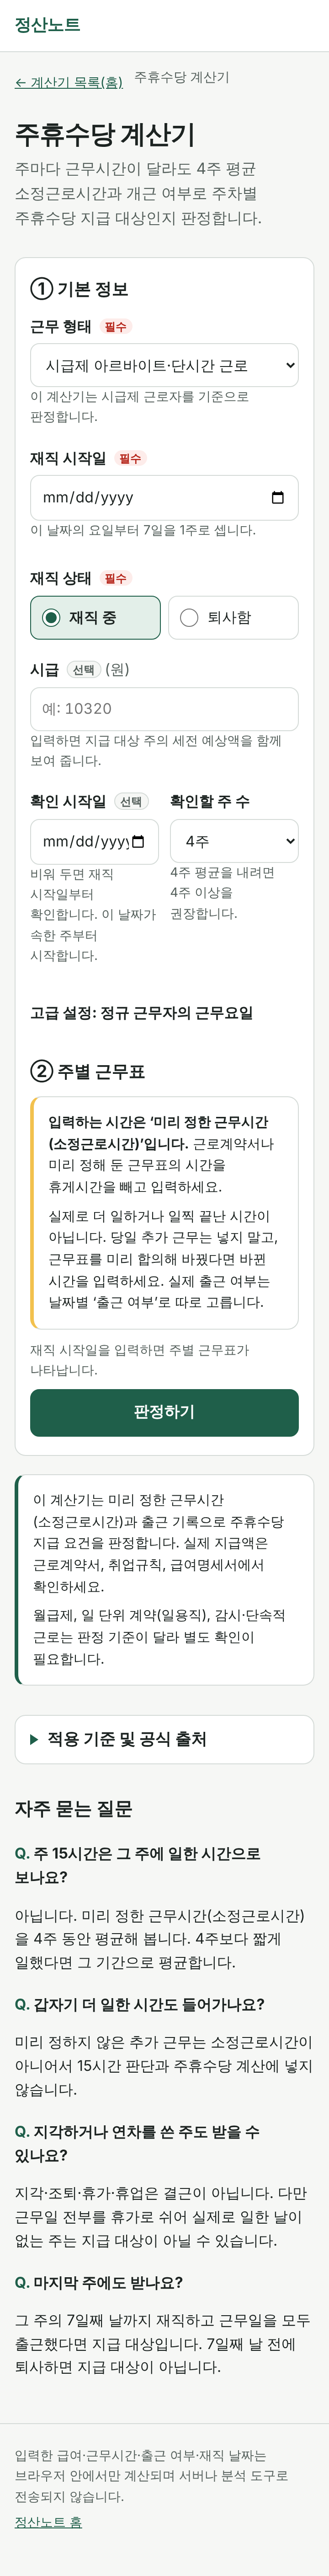 정산노트
← 계산기 목록(홈) 주휴수당 계산기
주휴수당 계산기
주마다 근무시간이 달라도 4주 평균
소정근로시간과 개근 여부로 주차별
주휴수당 지급 대상인지 판정합니다.
① 기본 정보
근무 형태 필수
시급제 아르바이트·단시간 근로
이 계산기는 시급제 근로자를 기준으로
판정합니다.
재직 시작일 필수
mm/dd/yyyy
이 날짜의 요일부터 7일을 1주로 셉니다.
재직 상태 필수
재직 중 퇴사함
시급 선택 (원)
예: 10320
입력하면 지급 대상 주의 세전 예상액을 함께
보여 줍니다.
확인 시작일 선택
mm/dd/yyyy
비워 두면 재직
시작일부터
확인합니다. 이 날짜가
속한 주부터
시작합니다.
확인할 주 수
4주
4주 평균을 내려면
4주 이상을
권장합니다.
고급 설정: 정규 근무자의 근무요일
② 주별 근무표
입력하는 시간은 ‘미리 정한 근무시간
(소정근로시간)’입니다. 근로계약서나
미리 정해 둔 근무표의 시간을
휴게시간을 빼고 입력하세요.
실제로 더 일하거나 일찍 끝난 시간이
아닙니다. 당일 추가 근무는 넣지 말고,
근무표를 미리 합의해 바꿨다면 바뀐
시간을 입력하세요. 실제 출근 여부는
날짜별 ‘출근 여부’로 따로 고릅니다.
재직 시작일을 입력하면 주별 근무표가
나타납니다.
판정하기
이 계산기는 미리 정한 근무시간
(소정근로시간)과 출근 기록으로 주휴수당
지급 요건을 판정합니다. 실제 지급액은
근로계약서, 취업규칙, 급여명세서에서
확인하세요.
월급제, 일 단위 계약(일용직), 감시·단속적
근로는 판정 기준이 달라 별도 확인이
필요합니다.
적용 기준 및 공식 출처
자주 묻는 질문
Q. 주 15시간은 그 주에 일한 시간으로
보나요?
아닙니다. 미리 정한 근무시간(소정근로시간)
을 4주 동안 평균해 봅니다. 4주보다 짧게
일했다면 그 기간으로 평균합니다.
Q. 갑자기 더 일한 시간도 들어가나요?
미리 정하지 않은 추가 근무는 소정근로시간이
아니어서 15시간 판단과 주휴수당 계산에 넣지
않습니다.
Q. 지각하거나 연차를 쓴 주도 받을 수
있나요?
지각·조퇴·휴가·휴업은 결근이 아닙니다. 다만
근무일 전부를 휴가로 쉬어 실제로 일한 날이
없는 주는 지급 대상이 아닐 수 있습니다.
Q. 마지막 주에도 받나요?
그 주의 7일째 날까지 재직하고 근무일을 모두
출근했다면 지급 대상입니다. 7일째 날 전에
퇴사하면 지급 대상이 아닙니다.
입력한 급여·근무시간·출근 여부·재직 날짜는
브라우저 안에서만 계산되며 서버나 분석 도구로
전송되지 않습니다.
정산노트 홈